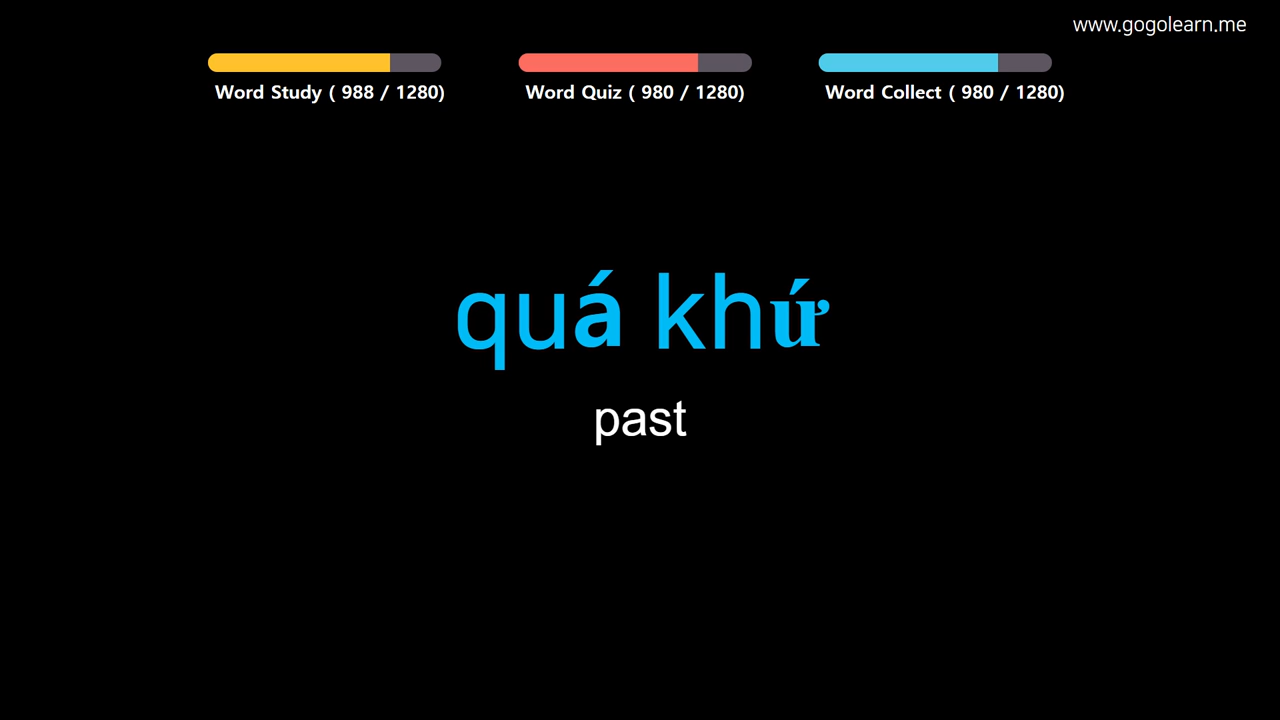 www.gogolearn.me
Word Study ( 988 / 1280)
Word Quiz ( 980 / 1280)
Word Collect ( 980 / 1280)
quá khứ
past